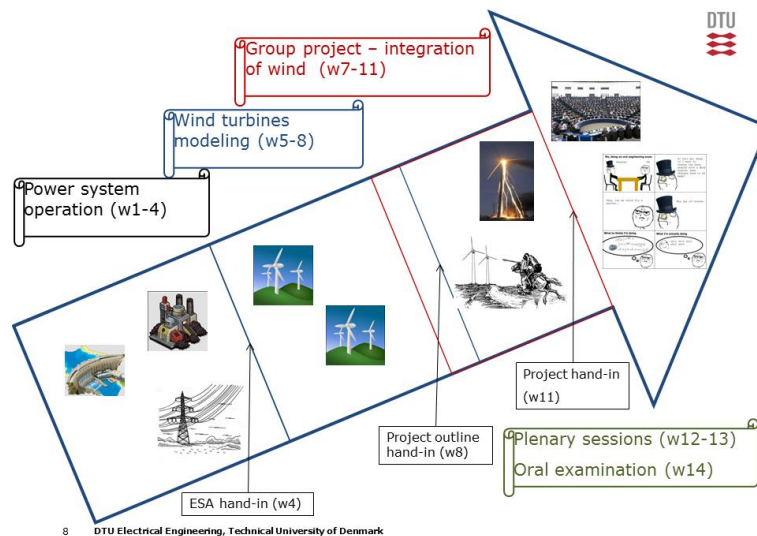 DTU
Group project – integration
of wind  (w7-11)
Wind turbines
modeling (w5-8)
Power system
operation (w1-4)
Project hand-in
(w11)
Project outline
hand-in (w8)
Plenary sessions (w12-13)
Oral examination (w14)
ESA hand-in (w4)
8 DTU Electrical Engineering, Technical University of Denmark